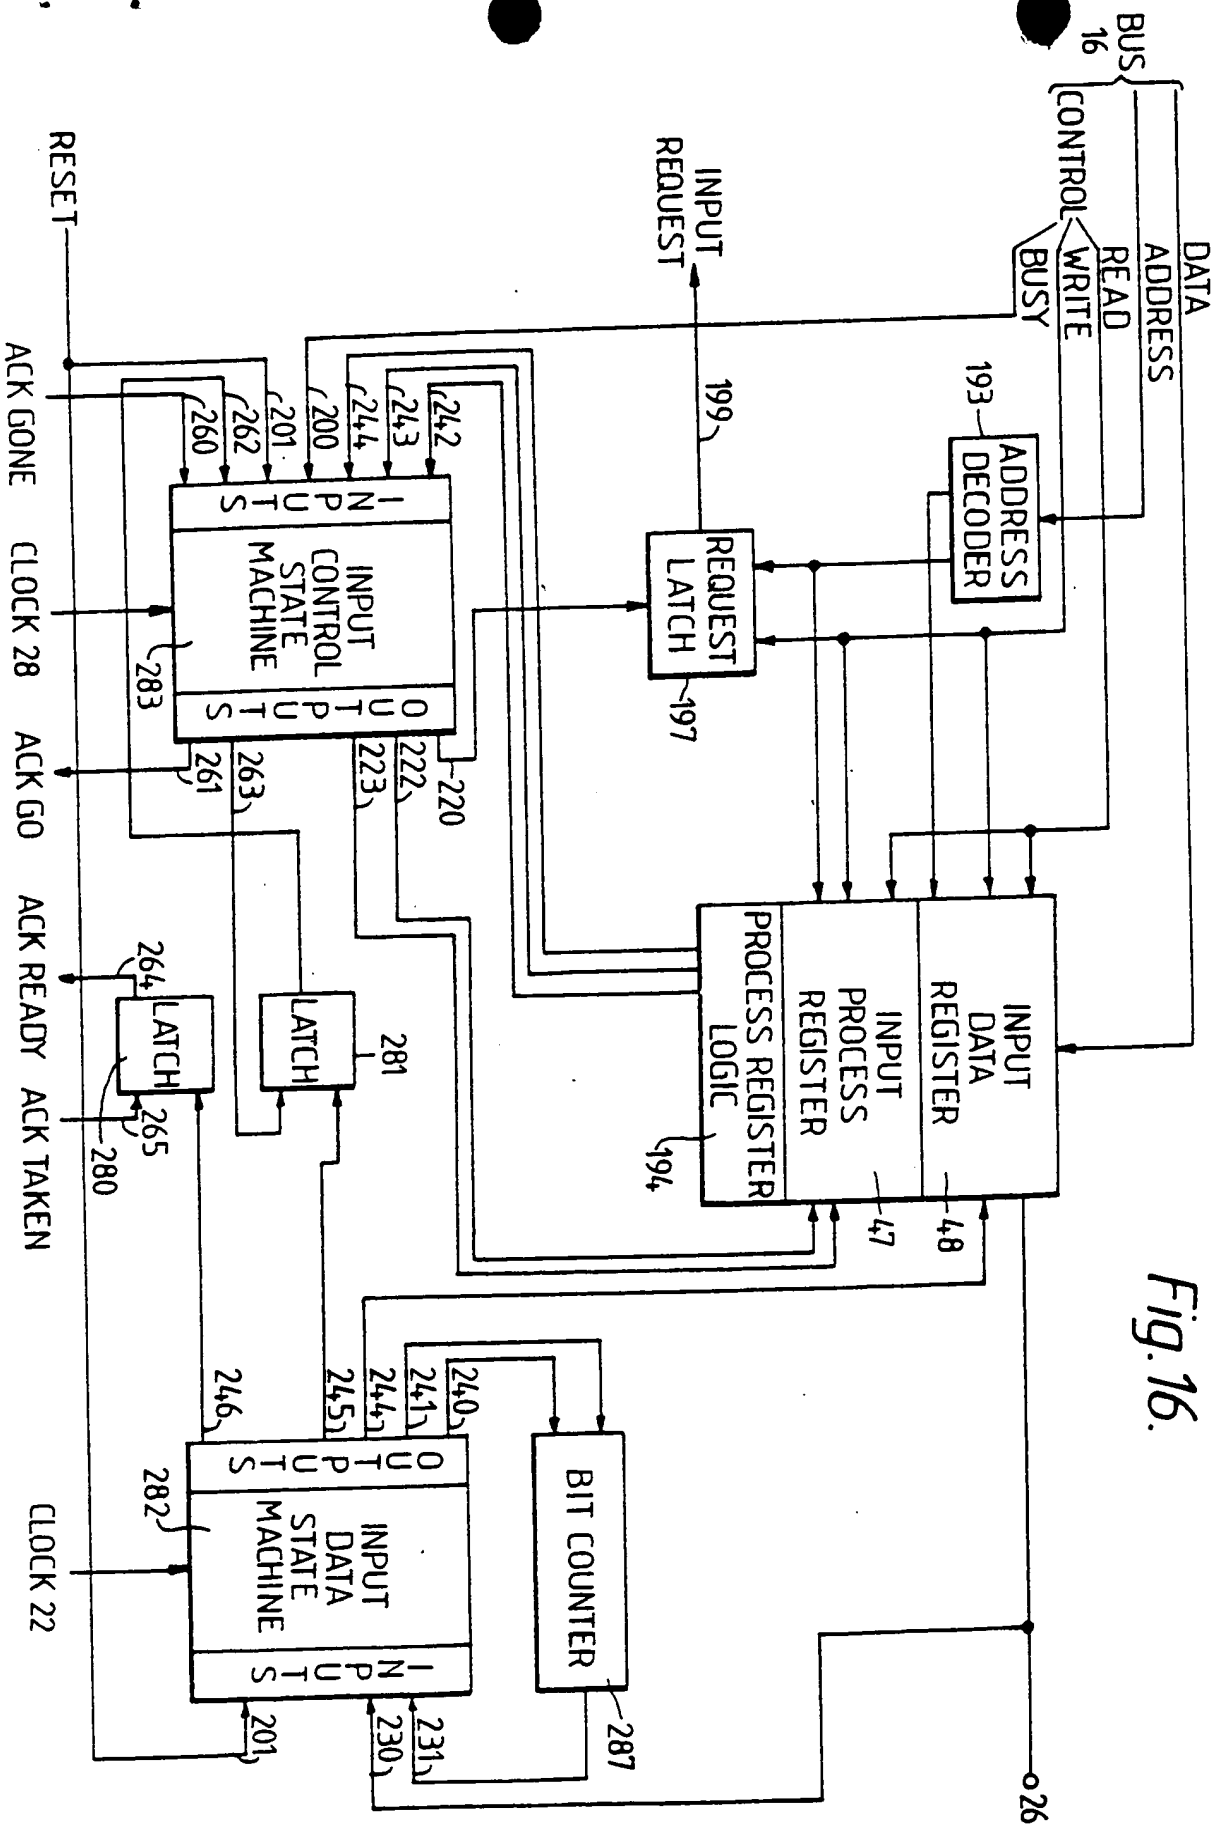 Fig. 16.
BUS
16
DATA
ADDRESS
CONTROL
READ
WRITE
BUSY
193
ADDRESS
DECODER
INPUT
REQUEST
199
REQUEST
LATCH
197
INPUT
DATA
REGISTER
48
INPUT
PROCESS
REGISTER
47
PROCESS REGISTER
LOGIC
194
26
RESET
242
243
244
200
201
262
260
INPUTS
INPUT
CONTROL
STATE
MACHINE
283
OUTPUTS
220
222
223
263
261
LATCH
281
LATCH
280
264
265
BIT COUNTER
287
240
241
244
245
246
OUTPUTS
INPUT
DATA
STATE
MACHINE
282
INPUTS
231
230
201
ACK GONE
CLOCK 28
ACK GO
ACK READY
ACK TAKEN
CLOCK 22